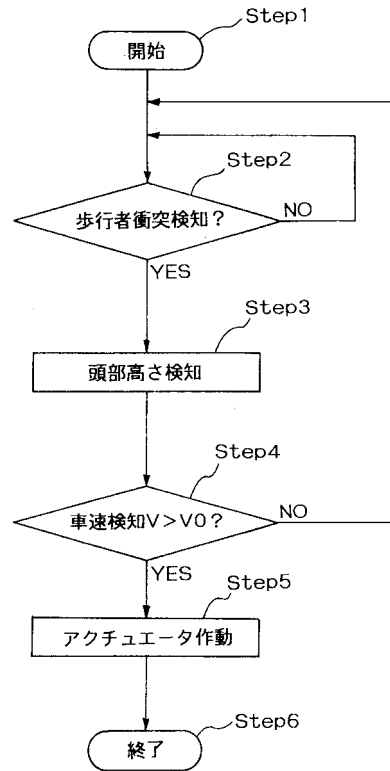 Step1
開始
Step2
歩行者衝突検知?
NO
YES
Step3
頭部高さ検知
Step4
車速検知V>V0?
NO
YES
Step5
アクチュエータ作動
Step6
終了